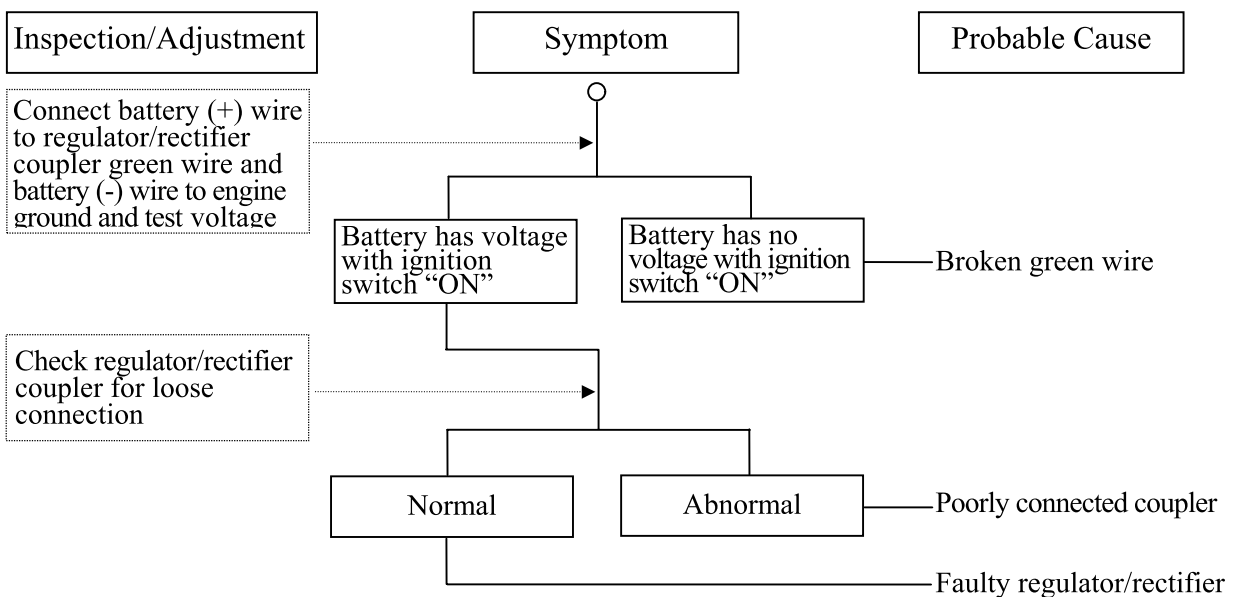 Inspection/Adjustment
Symptom
Probable Cause
Connect battery (+) wire
to regulator/rectifier
coupler green wire and
battery (-) wire to engine
ground and test voltage
Battery has voltage
with ignition
switch “ON”
Battery has no
voltage with ignition
switch “ON”
Broken green wire
Check regulator/rectifier
coupler for loose
connection
Normal
Abnormal
Poorly connected coupler
Faulty regulator/rectifier